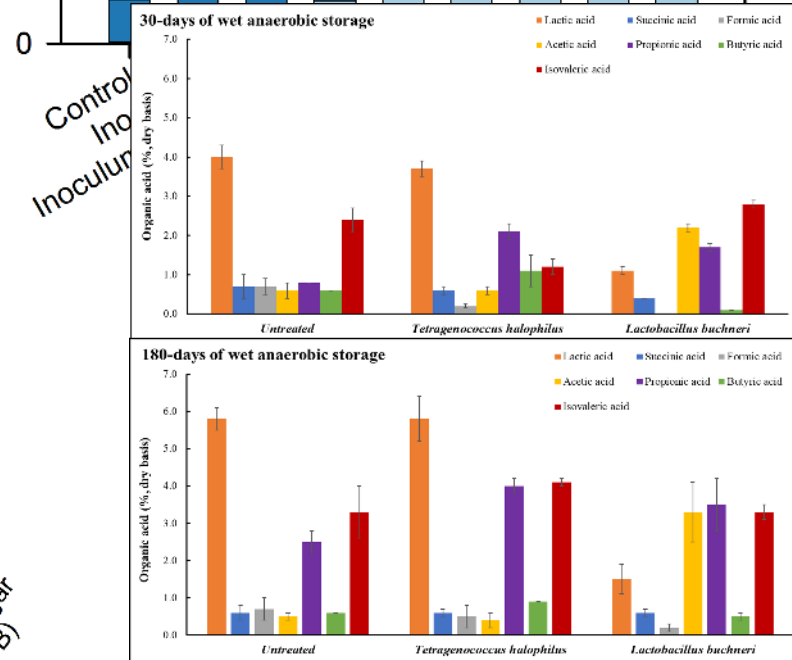 0
Control
Ino
Inoculum
30-days of wet anaerobic storage
Lactic acid Succinic acid Formic acid
Acetic acid Propionic acid Butyric acid
Isovaleric acid
Organic acid (%, dry basis)
7.0
6.0
5.0
4.0
3.0
2.0
1.0
0.0
Untreated Tetragenococcus halophilus Lactobacillus buchneri
180-days of wet anaerobic storage
Lactic acid Succinic acid Formic acid
Acetic acid Propionic acid Butyric acid
Isovaleric acid
Organic acid (%, dry basis)
7.0
6.0
5.0
4.0
3.0
2.0
1.0
0.0
Untreated Tetragenococcus halophilus Lactobacillus buchneri
ar
B)